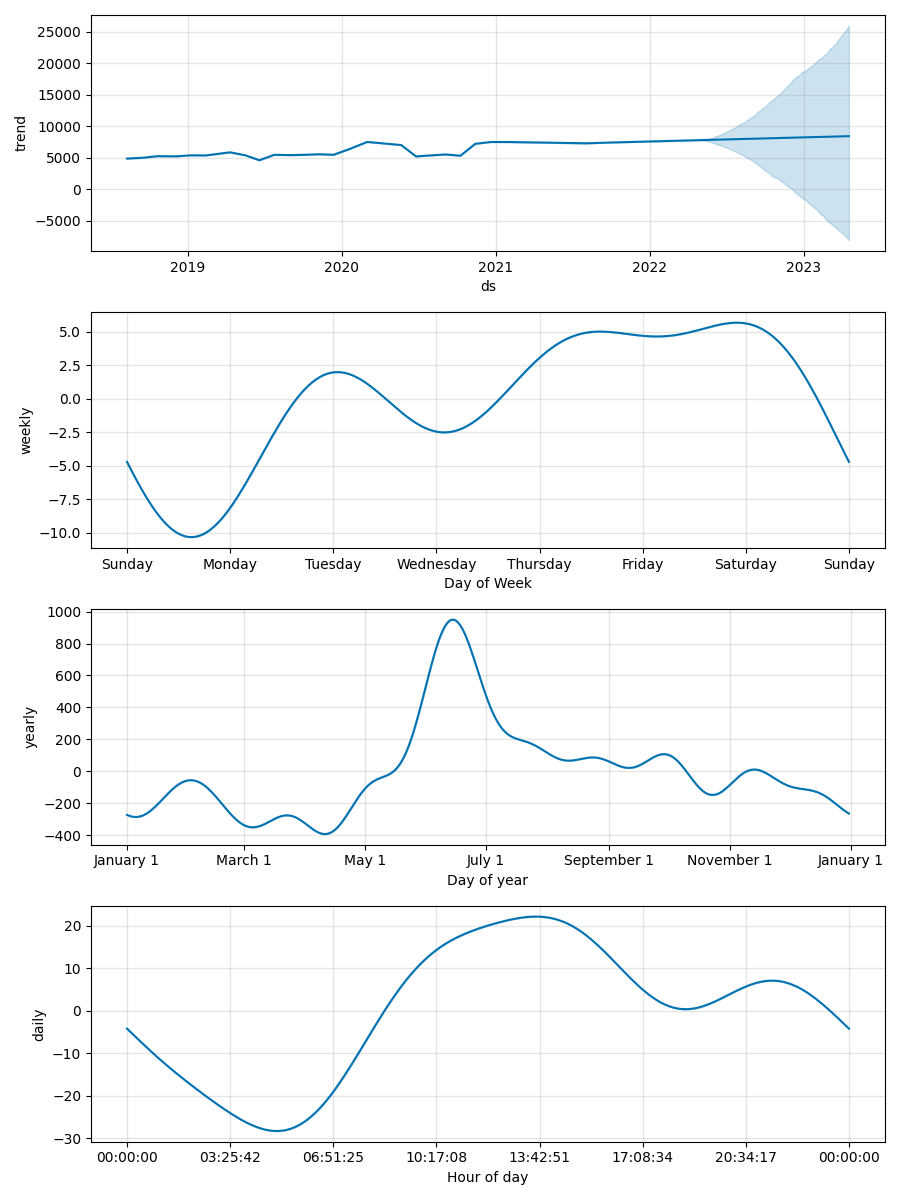 25000
20000
15000
10000
5000
0
−5000
trend
2019 2020 2021 2022 2023
ds
5.0
2.5
0.0
−2.5
−5.0
−7.5
−10.0
weekly
Sunday Monday Tuesday Wednesday Thursday Friday Saturday Sunday
Day of Week
1000
800
600
400
200
0
−200
−400
yearly
January 1 March 1 May 1 July 1 September 1 November 1 January 1
Day of year
20
10
0
−10
−20
−30
daily
00:00:00 03:25:42 06:51:25 10:17:08 13:42:51 17:08:34 20:34:17 00:00:00
Hour of day